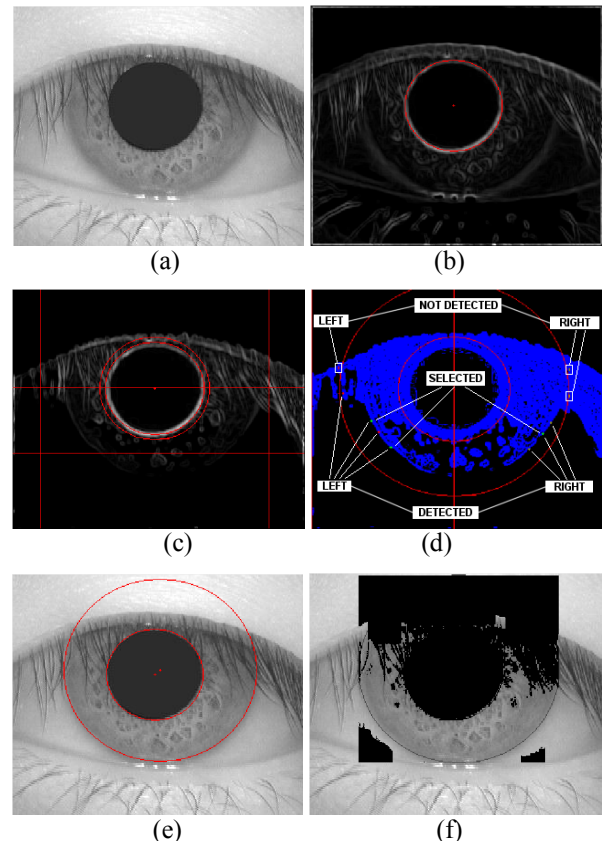 (a)
(b)
(c)
NOT DETECTED
LEFT
RIGHT
SELECTED
LEFT
RIGHT
DETECTED
(d)
(e)
(f)